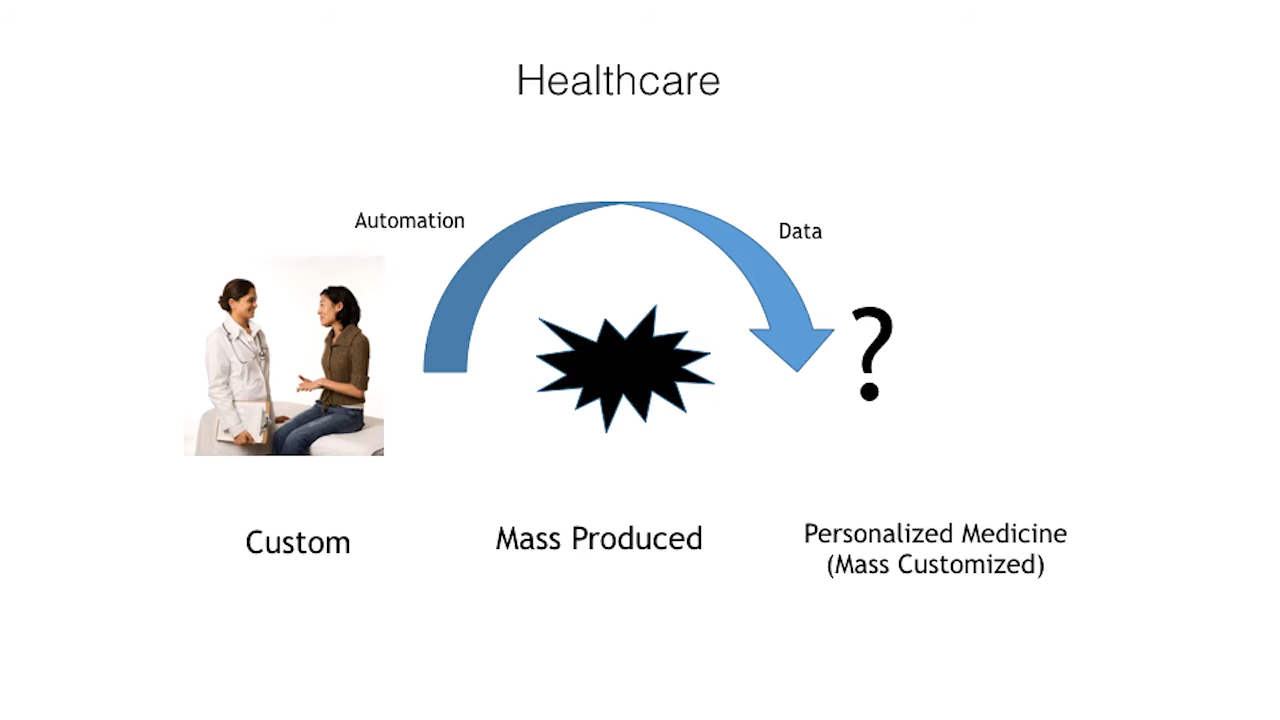 Healthcare
Automation
Data
?
Custom
Mass Produced
Personalized Medicine
(Mass Customized)